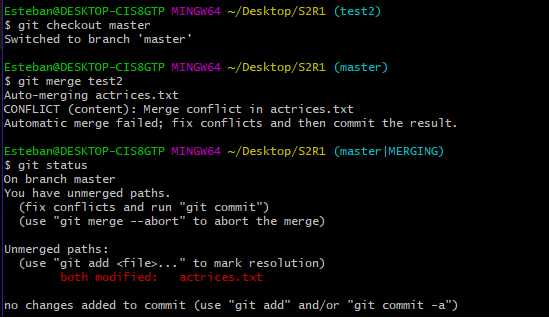 Esteban@DESKTOP-CIS8GTP MINGW64 ~/Desktop/S2R1 (test2)
$ git checkout master
Switched to branch 'master'
Esteban@DESKTOP-CIS8GTP MINGW64 ~/Desktop/S2R1 (master)
$ git merge test2
Auto-merging actrices.txt
CONFLICT (content): Merge conflict in actrices.txt
Automatic merge failed; fix conflicts and then commit the result.
Esteban@DESKTOP-CIS8GTP MINGW64 ~/Desktop/S2R1 (master|MERGING)
$ git status
On branch master
You have unmerged paths.
  (fix conflicts and run "git commit")
  (use "git merge --abort" to abort the merge)
Unmerged paths:
  (use "git add <file>..." to mark resolution)
        both modified:   actrices.txt
no changes added to commit (use "git add" and/or "git commit -a")